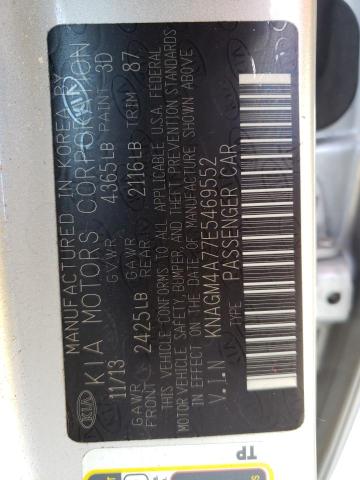 MANUFACTURED IN KOREA BY
KIA MOTORS CORPORATION
11/13 GVWR 4365LB PAINT 3D
GAWR FRONT 2425LB GAWR REAR 2116LB TRIM 87
THIS VEHICLE CONFORMS TO ALL APPLICABLE U.S.A. FEDERAL
MOTOR VEHICLE SAFETY, BUMPER, AND THEFT PREVENTION STANDARDS
IN EFFECT ON THE DATE OF MANUFACTURE SHOWN ABOVE.
V.I.N : KNAGM4A77E5469552
TYPE : PASSENGER CAR
KIA
TP